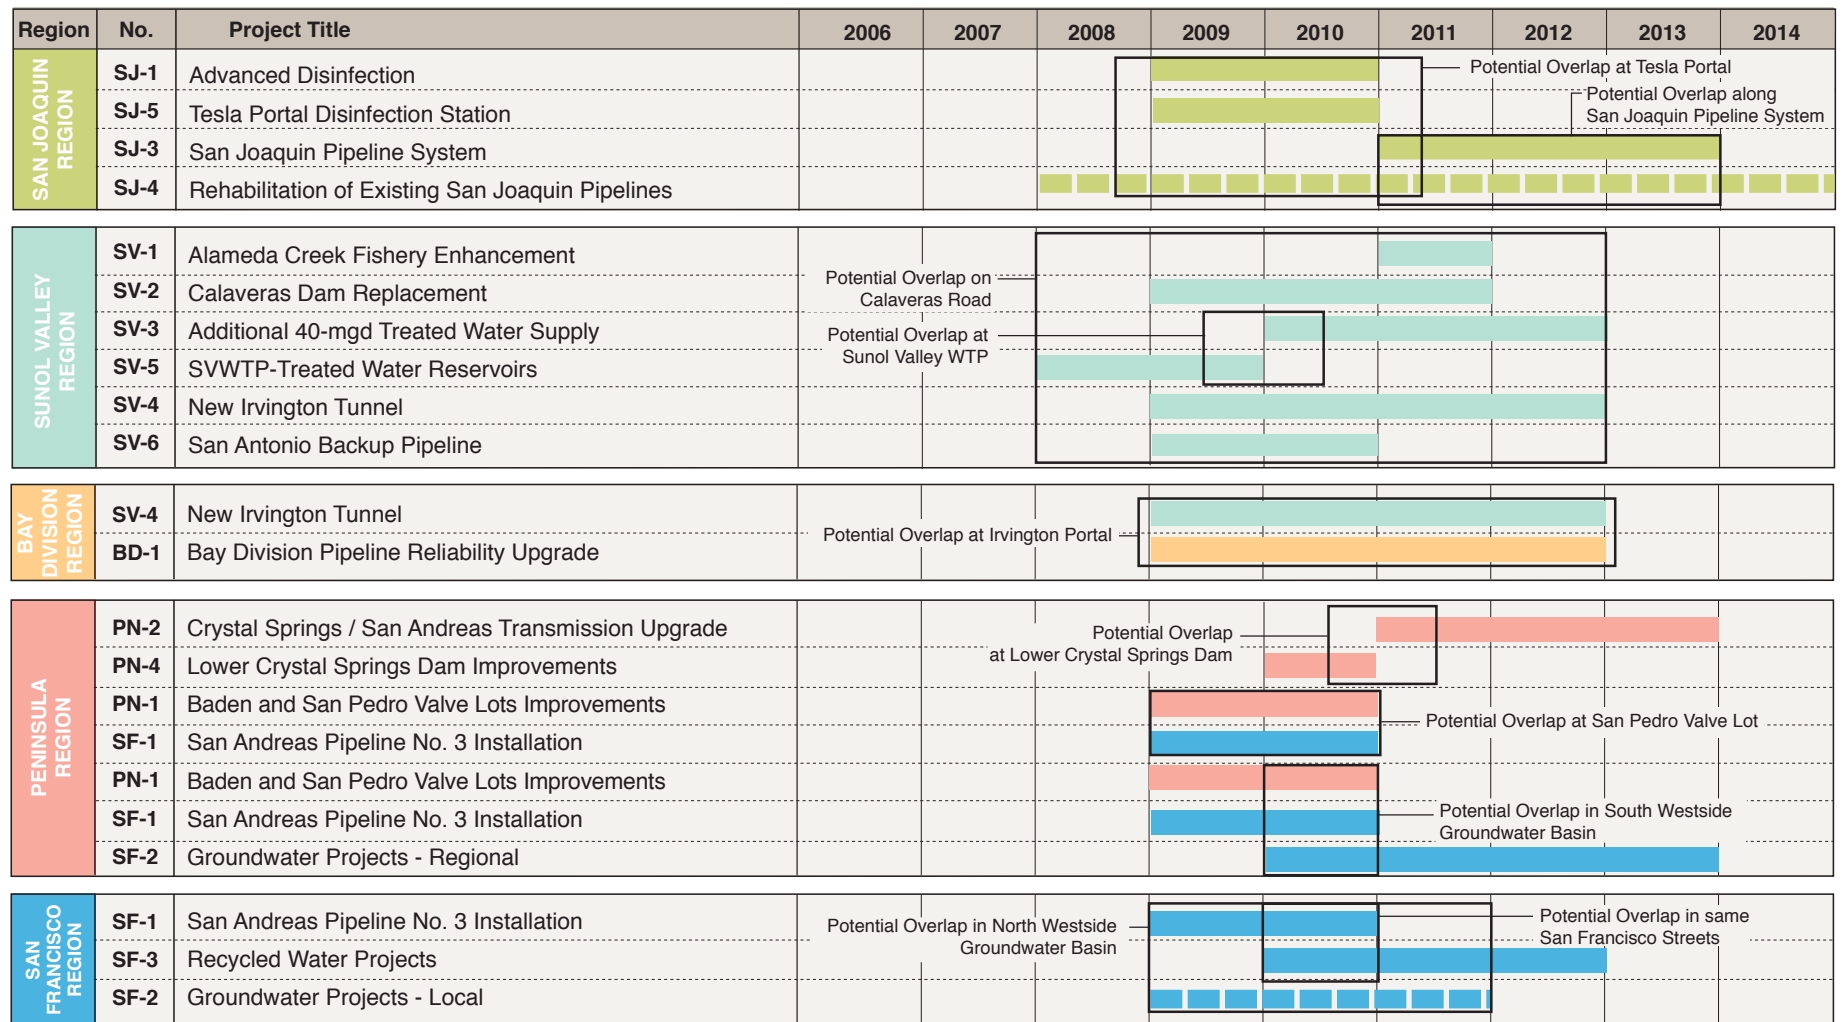 Region No. Project Title 2006 2007 2008 2009 2010 2011 2012 2013 2014
SAN JOAQUIN
REGION
SJ-1 Advanced Disinfection
Potential Overlap at Tesla Portal
SJ-5 Tesla Portal Disinfection Station
Potential Overlap along
San Joaquin Pipeline System
SJ-3 San Joaquin Pipeline System
SJ-4 Rehabilitation of Existing San Joaquin Pipelines
SUNOL VALLEY
REGION
SV-1 Alameda Creek Fishery Enhancement
Potential Overlap on
Calaveras Road
SV-2 Calaveras Dam Replacement
SV-3 Additional 40-mgd Treated Water Supply
Potential Overlap at
Sunol Valley WTP
SV-5 SVWTP-Treated Water Reservoirs
SV-4 New Irvington Tunnel
SV-6 San Antonio Backup Pipeline
BAY
DIVISION
REGION
SV-4 New Irvington Tunnel
Potential Overlap at Irvington Portal
BD-1 Bay Division Pipeline Reliability Upgrade
PENINSULA
REGION
PN-2 Crystal Springs / San Andreas Transmission Upgrade
Potential Overlap
at Lower Crystal Springs Dam
PN-4 Lower Crystal Springs Dam Improvements
PN-1 Baden and San Pedro Valve Lots Improvements
Potential Overlap at San Pedro Valve Lot
SF-1 San Andreas Pipeline No. 3 Installation
PN-1 Baden and San Pedro Valve Lots Improvements
SF-1 San Andreas Pipeline No. 3 Installation
Potential Overlap in South Westside
Groundwater Basin
SF-2 Groundwater Projects - Regional
SAN
FRANCISCO
REGION
SF-1 San Andreas Pipeline No. 3 Installation
Potential Overlap in North Westside
Groundwater Basin
Potential Overlap in same
San Francisco Streets
SF-3 Recycled Water Projects
SF-2 Groundwater Projects - Local